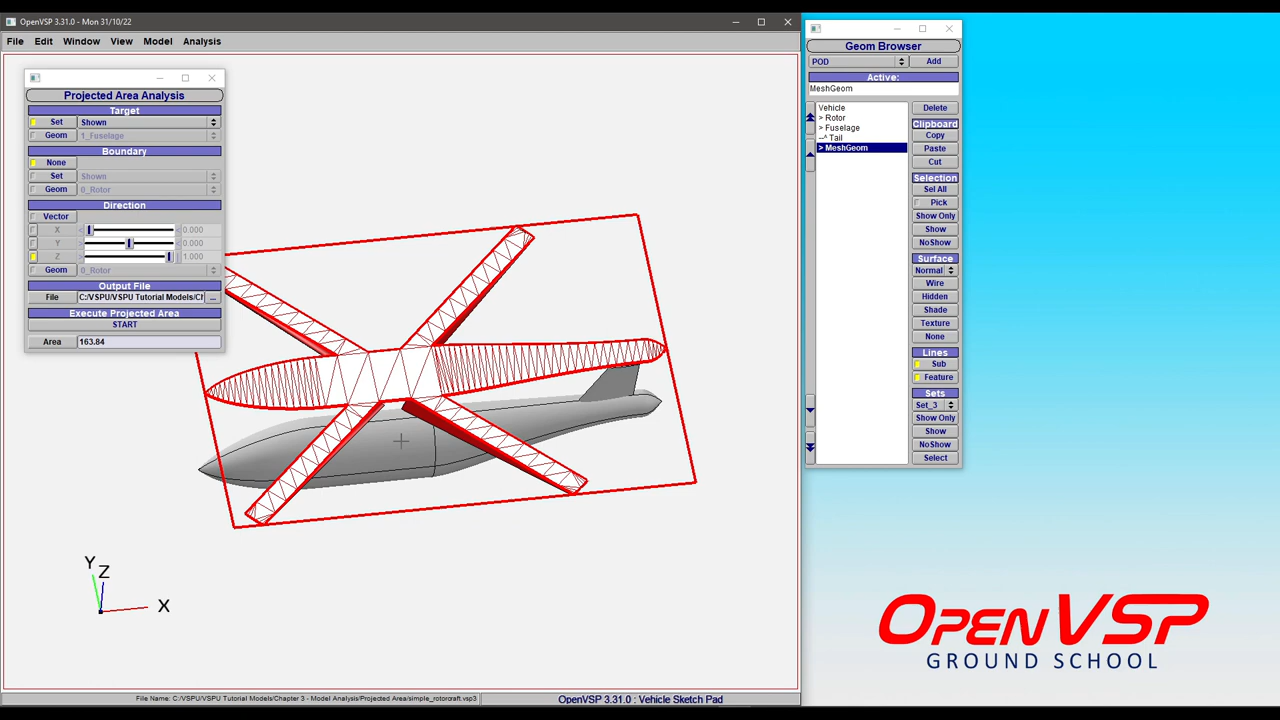 OpenVSP 3.31.0 - Mon 31/10/22
File Edit Window View Model Analysis
Projected Area Analysis
Target
Set Shown
Geom 1_Fuselage
Boundary
None
Set Shown
Geom 0_Rotor
Direction
Vector
X 0.000
Y 0.000
Z 1.000
Geom 0_Rotor
Output File
File C:/VSPU/VSPU Tutorial Models/Ch ...
Execute Projected Area
START
Area 163.84
Y
Z
X
File Name: C:/VSPU/VSPU Tutorial Models/Chapter 3 - Model Analysis/Projected Area/simple_rotorcraft.vsp3
OpenVSP 3.31.0 : Vehicle Sketch Pad
Geom Browser
POD Add
Active:
MeshGeom
Vehicle
> Rotor
> Fuselage
--^ Tail
> MeshGeom
Delete
Clipboard
Copy
Paste
Cut
Selection
Sel All
Pick
Show Only
Show
NoShow
Surface
Normal
Wire
Hidden
Shade
Texture
None
Lines
Sub
Feature
Sets
Set_3
Show Only
Show
NoShow
Select
OpenVSP
GROUND SCHOOL